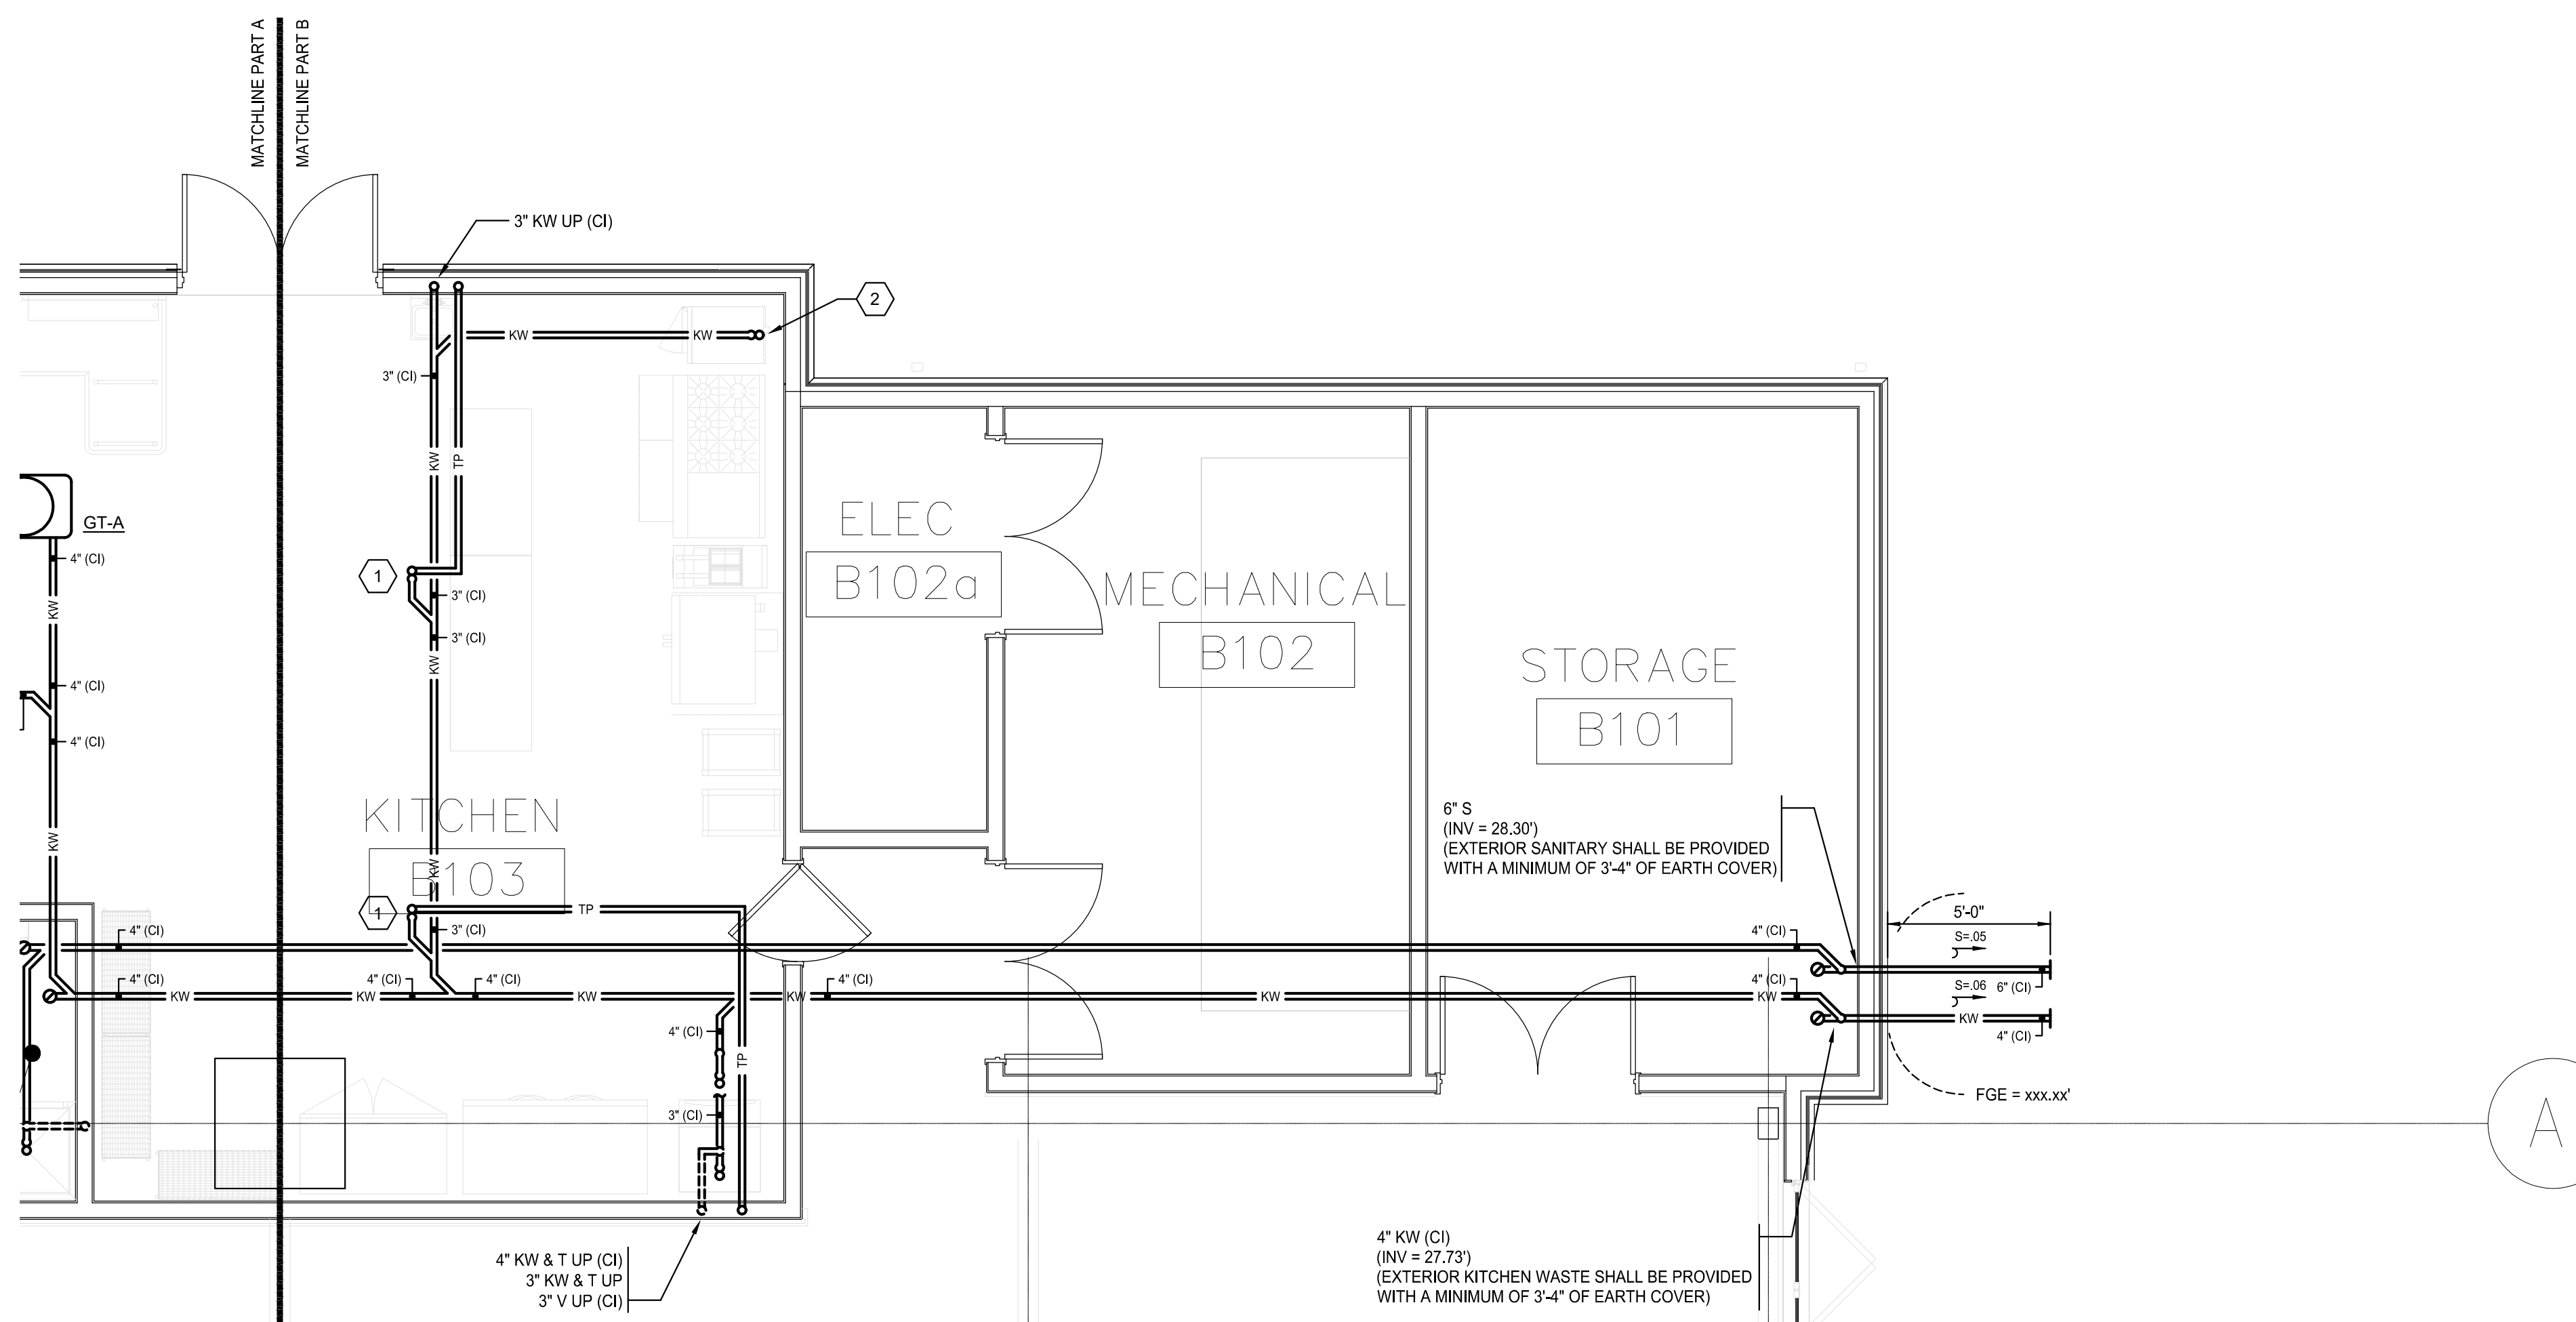 MATCHLINE PART A
MATCHLINE PART B
3" KW UP (CI)
2
KW
KW
3" (CI)
KW
TP
GT-A
4" (CI)
1
3" (CI)
KW
3" (CI)
KW
4" (CI)
4" (CI)
KW
ELEC
B102a
MECHANICAL
B102
STORAGE
B101
KITCHEN
B103
KW
1
TP
3" (CI)
6" S
(INV = 28.30')
(EXTERIOR SANITARY SHALL BE PROVIDED
WITH A MINIMUM OF 3'-4" OF EARTH COVER)
4" (CI)
4" (CI)
5'-0"
S=.05
4" (CI)
4" (CI)
4" (CI)
4" (CI)
4" (CI)
S=.06
6" (CI)
KW
KW
KW
KW
KW
KW
KW
4" (CI)
4" (CI)
TP
3" (CI)
FGE = xxx.xx'
A
4" KW & T UP (CI)
3" KW & T UP
3" V UP (CI)
4" KW (CI)
(INV = 27.73')
(EXTERIOR KITCHEN WASTE SHALL BE PROVIDED
WITH A MINIMUM OF 3'-4" OF EARTH COVER)